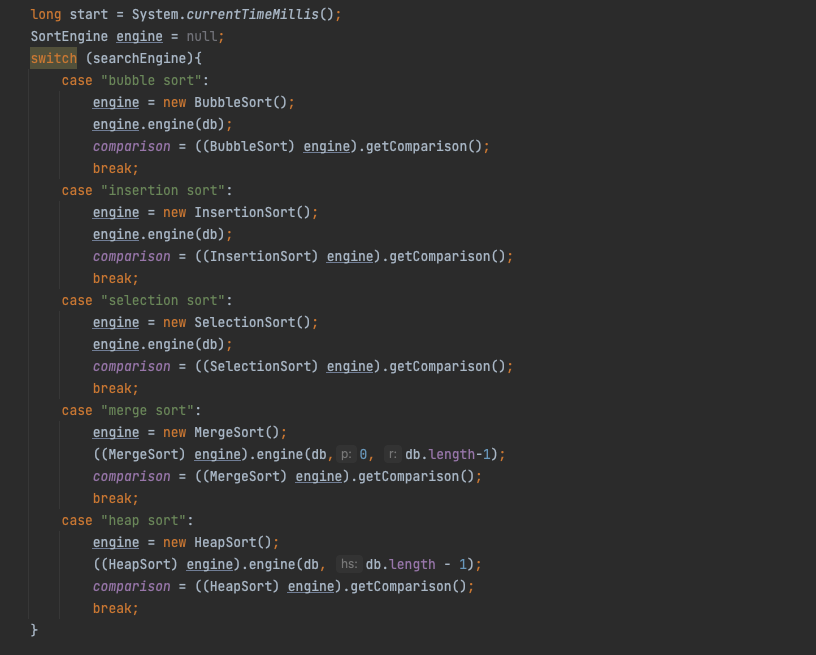 long start = System.currentTimeMillis();
SortEngine engine = null;
switch (searchEngine){
    case "bubble sort":
        engine = new BubbleSort();
        engine.engine(db);
        comparison = ((BubbleSort) engine).getComparison();
        break;
    case "insertion sort":
        engine = new InsertionSort();
        engine.engine(db);
        comparison = ((InsertionSort) engine).getComparison();
        break;
    case "selection sort":
        engine = new SelectionSort();
        engine.engine(db);
        comparison = ((SelectionSort) engine).getComparison();
        break;
    case "merge sort":
        engine = new MergeSort();
        ((MergeSort) engine).engine(db, p: 0, r: db.length-1);
        comparison = ((MergeSort) engine).getComparison();
        break;
    case "heap sort":
        engine = new HeapSort();
        ((HeapSort) engine).engine(db, hs: db.length - 1);
        comparison = ((HeapSort) engine).getComparison();
        break;
}